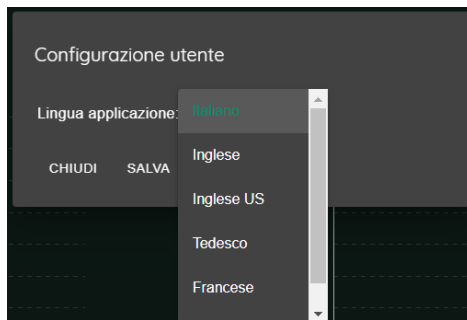 Configurazione utente
Lingua applicazione:
Italiano
Inglese
CHIUDI SALVA
Inglese US
Tedesco
Francese